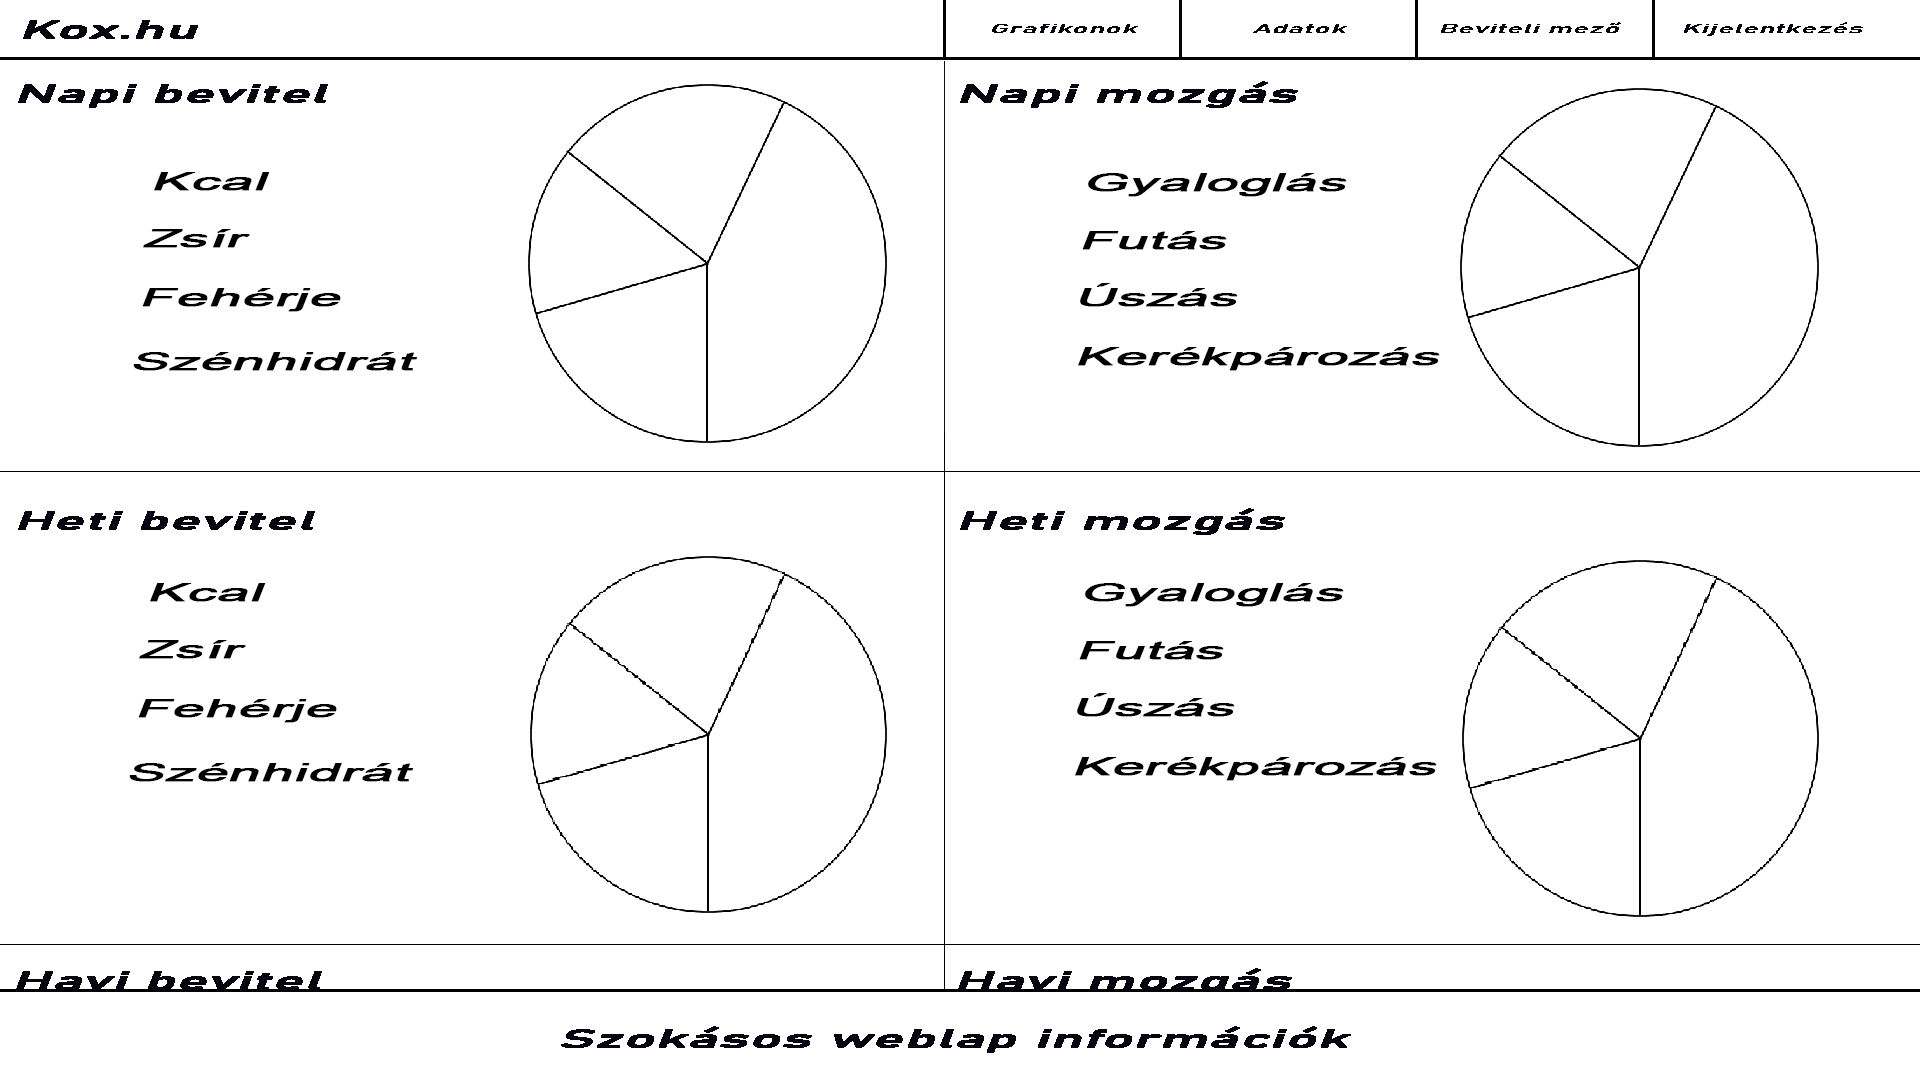 Kox.hu
Grafikonok
Adatok
Beviteli mező
Kijelentkezés
Napi bevitel
Kcal
Zsír
Fehérje
Szénhidrát
Napi mozgás
Gyaloglás
Futás
Úszás
Kerékpározás
Heti bevitel
Kcal
Zsír
Fehérje
Szénhidrát
Heti mozgás
Gyaloglás
Futás
Úszás
Kerékpározás
Havi bevitel
Havi mozgás
Szokásos weblap információk